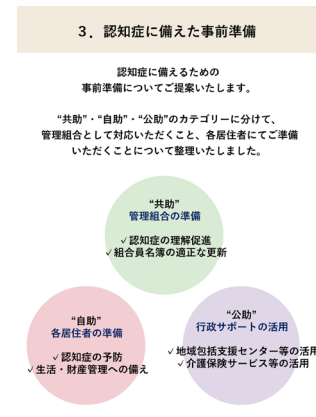 ３．認知症に備えた事前準備
認知症に備えるための
事前準備についてご提案いたします。
“共助”・“自助”・“公助”のカテゴリーに分けて、
管理組合として対応いただくこと、各居住者にてご準備
いただくことについて整理いたしました。
“共助”
管理組合の準備
✓認知症の理解促進
✓組合員名簿の適正な更新
“自助”
各居住者の準備
✓認知症の予防
✓生活・財産管理への備え
“公助”
行政サポートの活用
✓地域包括支援センター等の活用
✓介護保険サービス等の活用